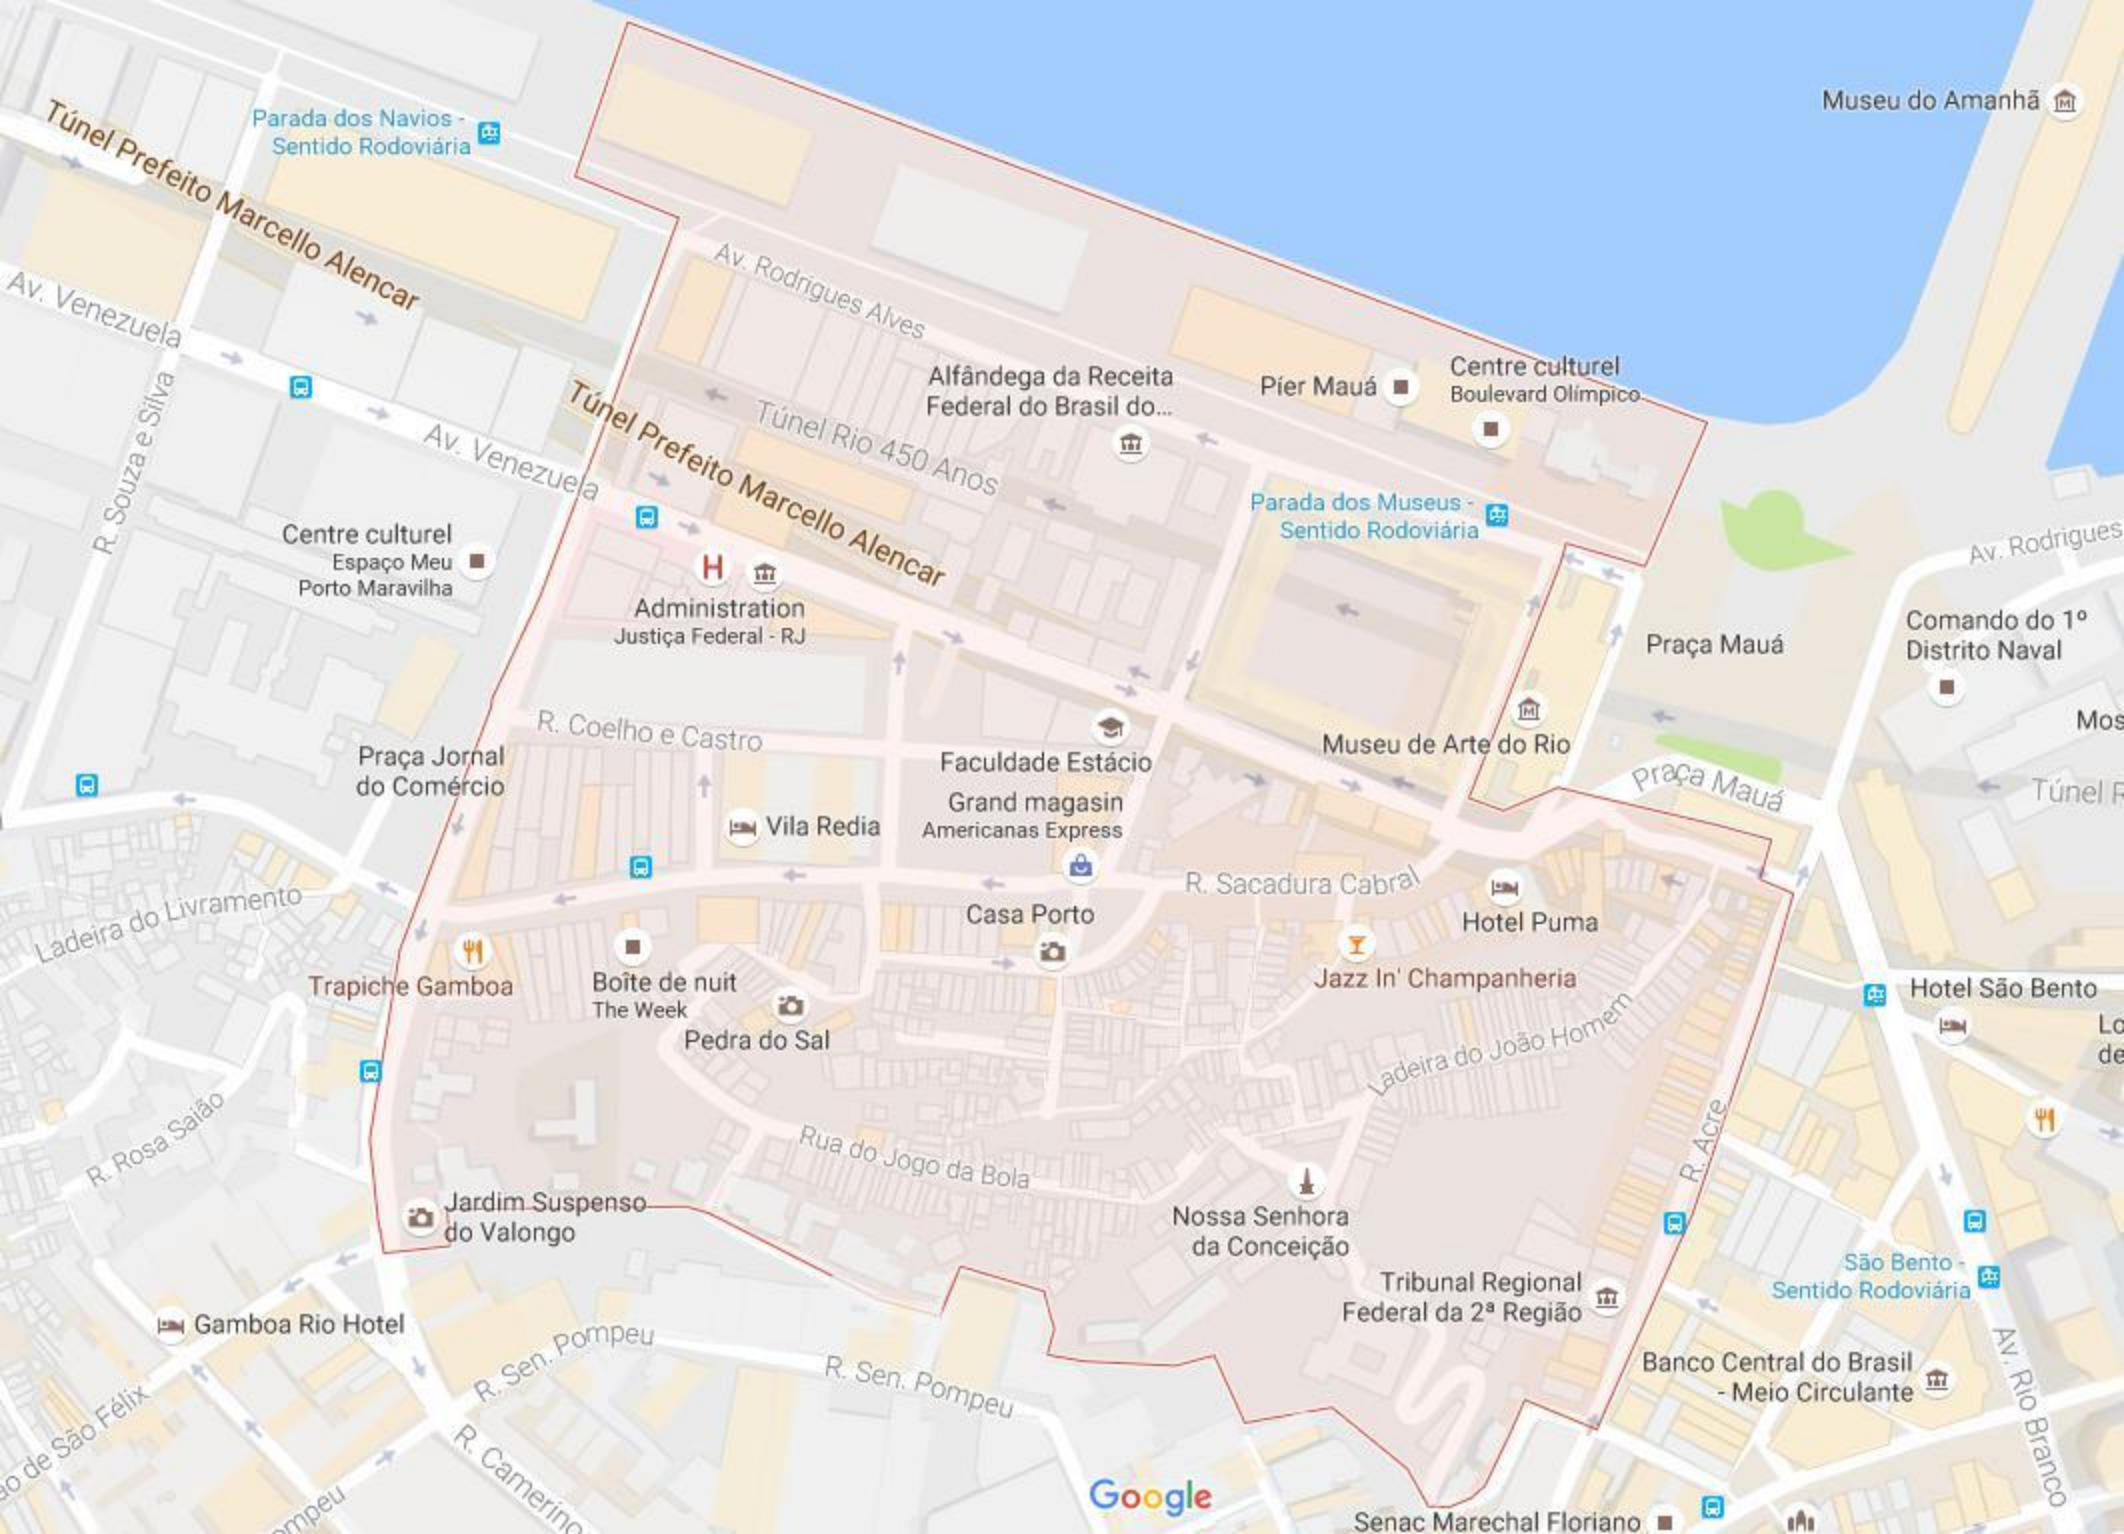 Museu do Amanhã
Parada dos Navios -
Sentido Rodoviária
Túnel Prefeito Marcello Alencar
Av. Venezuela
Av. Rodrigues Alves
Alfândega da Receita
Federal do Brasil do...
Píer Mauá
Centre culturel
Boulevard Olímpico
R. Souza e Silva
Av. Venezuela
Túnel Prefeito Marcello Alencar
Túnel Rio 450 Anos
Parada dos Museus -
Sentido Rodoviária
Av. Rodrigues
Centre culturel
Espaço Meu
Porto Maravilha
H
Administration
Justiça Federal - RJ
Praça Mauá
Comando do 1º
Distrito Naval
Mos
R. Coelho e Castro
Praça Jornal
do Comércio
Faculdade Estácio
Museu de Arte do Rio
Praça Mauá
Túnel R
Grand magasin
Americanas Express
Vila Redia
R. Sacadura Cabral
Ladeira do Livramento
Casa Porto
Hotel Puma
Trapiche Gamboa
Boîte de nuit
The Week
Jazz In' Champanheria
Hotel São Bento
Lo
de
Pedra do Sal
Ladeira do João Homem
R. Rosa Saião
Rua do Jogo da Bola
R. Acre
Jardim Suspenso
do Valongo
Nossa Senhora
da Conceição
Tribunal Regional
Federal da 2ª Região
São Bento -
Sentido Rodoviária
Gamboa Rio Hotel
R. Sen. Pompeu
R. Sen. Pompeu
Banco Central do Brasil
- Meio Circulante
Av. Rio Branco
ão de São Félix
R. Camerino
ompeu
Google
Senac Marechal Floriano